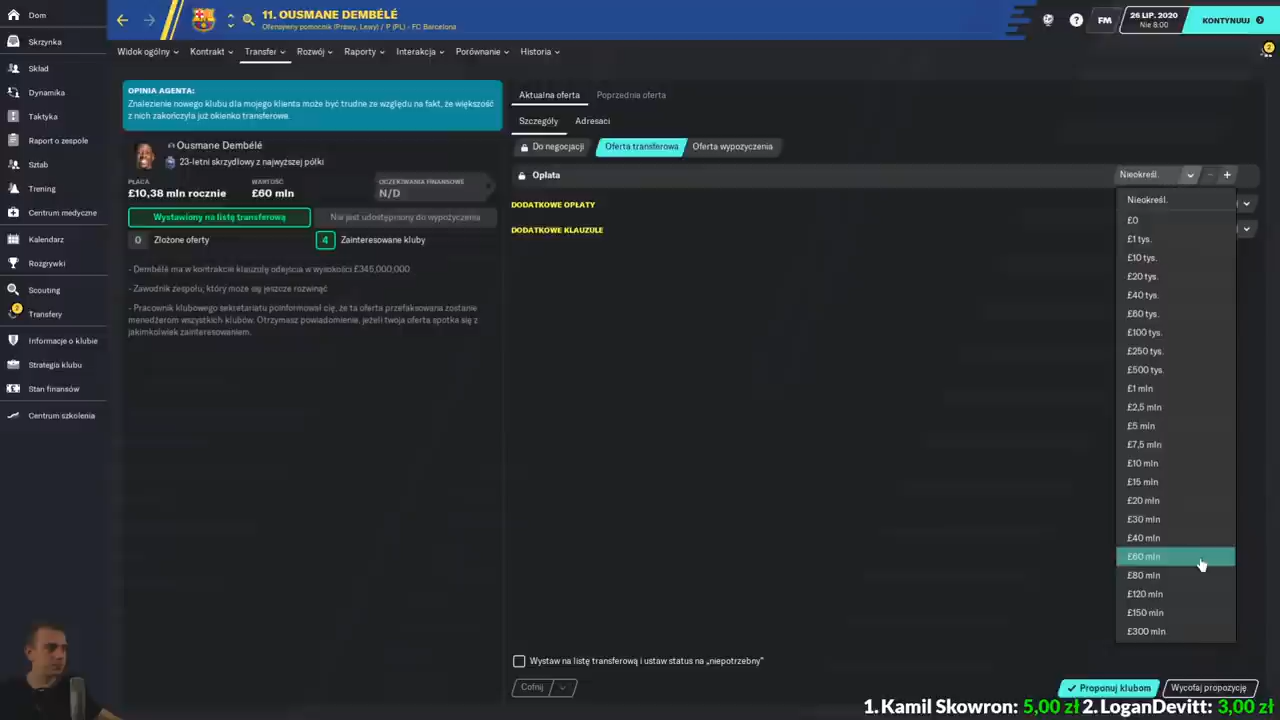 Dom
Skrzynka
Skład
Dynamika
Taktyka
Raport o zespole
Sztab
Trening
Centrum medyczne
Kalendarz
Rozgrywki
Scouting
2
Transfery
Informacje o klubie
Strategia klubu
Stan finansów
Centrum szkolenia
11. OUSMANE DEMBÉLÉ
Ofensywny pomocnik (Prawy, Lewy) / P (PL) - FC Barcelona
FM
26 LIP. 2020
Nie 8:00
KONTYNUUJ
2
Widok ogólny
Kontrakt
Transfer
Rozwój
Raporty
Interakcja
Porównanie
Historia
OPINIA AGENTA:
Znalezienie nowego klubu dla mojego klienta może być trudne ze względu na fakt, że większość
z nich zakończyła już okienko transferowe.
Ousmane Dembélé
23-letni skrzydłowy z najwyższej półki
PŁACA
£10,38 mln rocznie
WARTOŚĆ
£60 mln
OCZEKIWANIA FINANSOWE
N/D
Wystawiony na listę transferową
Nie jest udostępniony do wypożyczenia
0 Złożone oferty
4 Zainteresowane kluby
- Dembélé ma w kontrakcie klauzulę odejścia w wysokości £345,000,000
- Zawodnik zespołu, który może się jeszcze rozwinąć
- Pracownik klubowego sekretariatu poinformował cię, że ta oferta przefaksowana zostanie
menedżerom wszystkich klubów. Otrzymasz powiadomienie, jeżeli twoja oferta spotka się z
jakimkolwiek zainteresowaniem.
Aktualna oferta
Poprzednia oferta
Szczegóły
Adresaci
Do negocjacji
Oferta transferowa
Oferta wypożyczenia
Opłata
Nieokreśl.
DODATKOWE OPŁATY
DODATKOWE KLAUZULE
Nieokreśl.
£0
£1 tys.
£10 tys.
£20 tys.
£40 tys.
£60 tys.
£100 tys.
£250 tys.
£500 tys.
£1 mln
£2,5 mln
£5 mln
£7,5 mln
£10 mln
£15 mln
£20 mln
£30 mln
£40 mln
£60 mln
£80 mln
£120 mln
£150 mln
£300 mln
Wystaw na listę transferową i ustaw status na „niepotrzebny”
Cofnij
Proponuj klubom
Wycofaj propozycję
1. Kamil Skowron: 5,00 zł 2. LoganDevitt: 3,00 zł